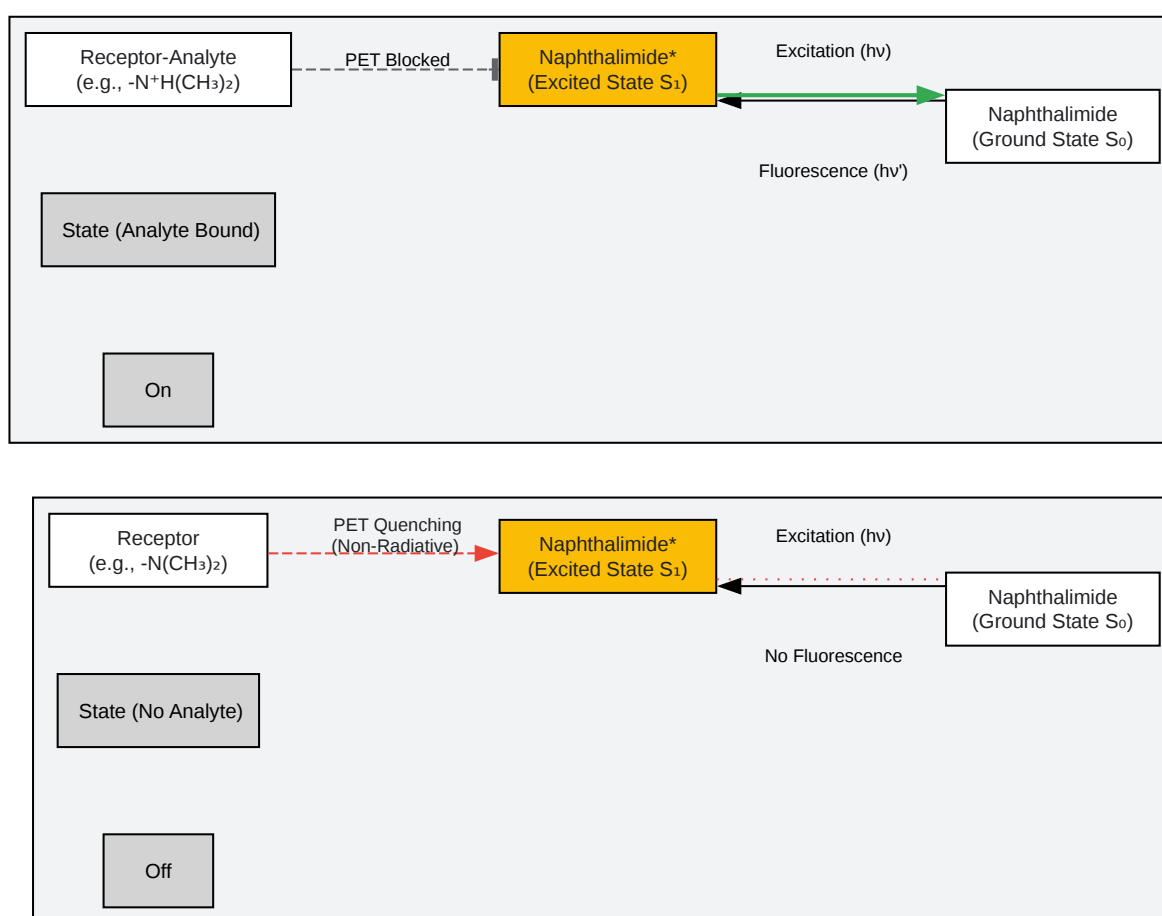 Receptor-Analyte
(e.g., -N⁺H(CH₃)₂)
PET Blocked
Naphthalimide*
(Excited State S₁)
Excitation (hν)
Naphthalimide
(Ground State S₀)
Fluorescence (hν')
State (Analyte Bound)
On
Receptor
(e.g., -N(CH₃)₂)
PET Quenching
(Non-Radiative)
Naphthalimide*
(Excited State S₁)
Excitation (hν)
Naphthalimide
(Ground State S₀)
No Fluorescence
State (No Analyte)
Off